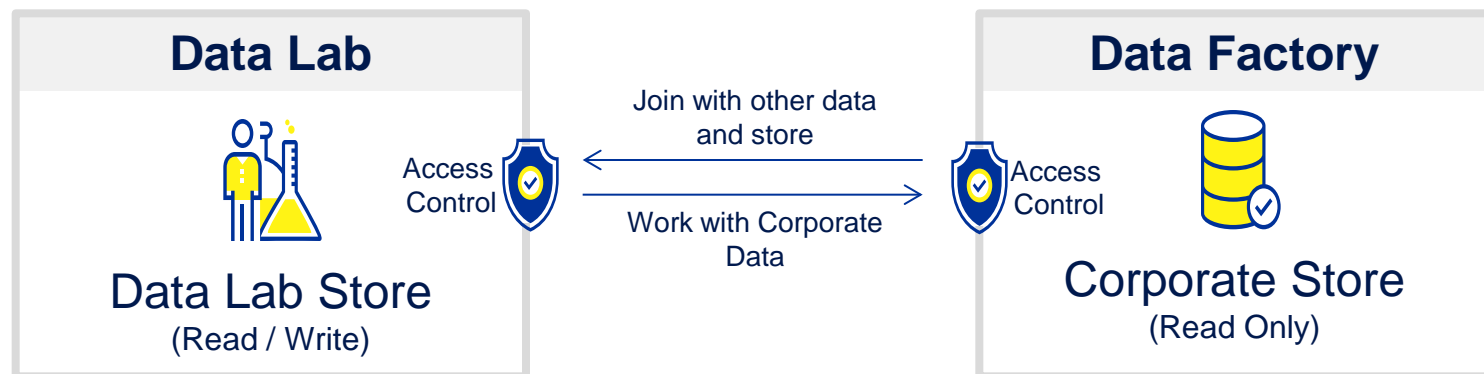 Data Lab
Data Factory
Join with other data
and store
Access
Control
Access
Control
Work with Corporate
Data
Data Lab Store
(Read / Write)
Corporate Store
(Read Only)